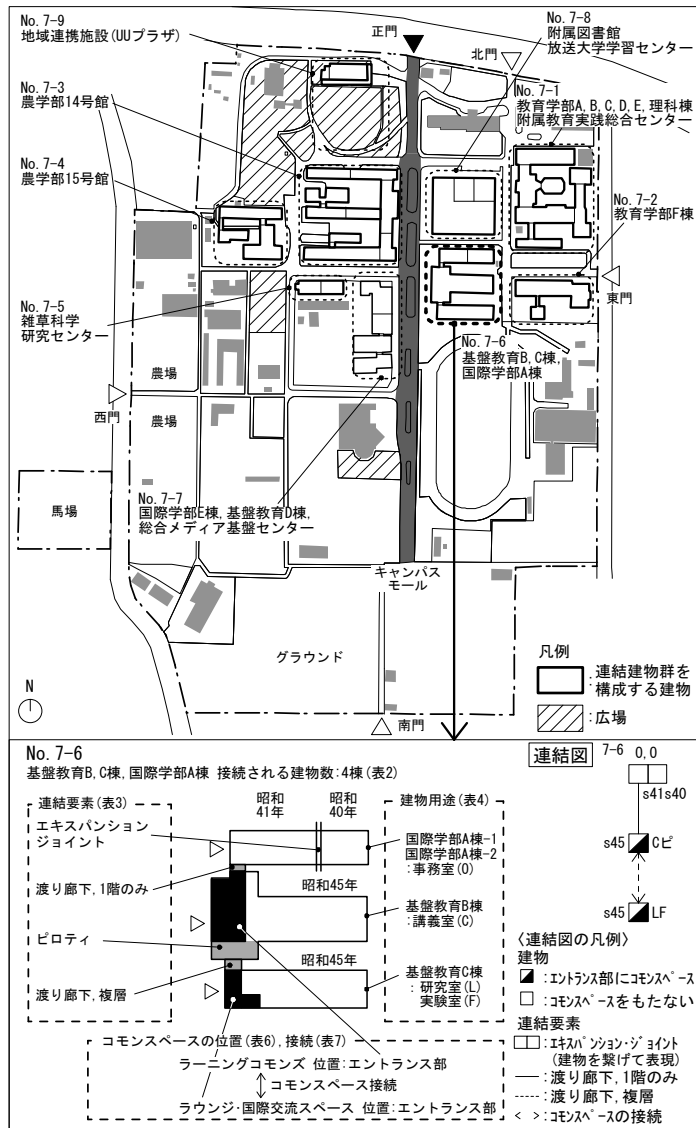 No. 7-9
地域連携施設(UUプラザ)
正門
No. 7-8
附属図書館
放送大学学習センター
北門
No. 7-3
農学部14号館
No. 7-1
教育学部A, B, C, D, E, 理科棟
附属教育実践総合センター
No. 7-4
農学部15号館
No. 7-2
教育学部F棟
東門
No. 7-5
雑草科学
研究センター
No. 7-6
基盤教育B, C棟,
国際学部A棟
農場
西門
農場
馬場
No. 7-7
国際学部E棟, 基盤教育D棟,
総合メディア基盤センター
キャンパス
モール
グラウンド
N
南門
凡例
:連結建物群を
構成する建物
:広場
No. 7-6
基盤教育B, C棟, 国際学部A棟 接続される建物数:4棟(表2)
連結要素(表3)
エキスパンション
ジョイント
渡り廊下, 1階のみ
ピロティ
渡り廊下, 複層
昭和
41年
昭和
40年
昭和45年
昭和45年
建物用途(表4)
国際学部A棟-1
国際学部A棟-2
:事務室(O)
基盤教育B棟
:講義室(C)
基盤教育C棟
:研究室(L)
実験室(F)
コモンスペースの位置(表6), 接続(表7)
ラーニングコモンズ 位置:エントランス部
コモンスペース接続
ラウンジ・国際交流スペース 位置:エントランス部
連結図
7-6
O, O
s41s40
s45
Cピ
s45
LF
〈連結図の凡例〉
建物
:エントランス部にコモンスペース
:コモンスペースをもたない
連結要素
:エキスパンション・ジョイント
(建物を繋げて表現)
:渡り廊下, 1階のみ
:渡り廊下, 複層
< >:コモンスペースの接続